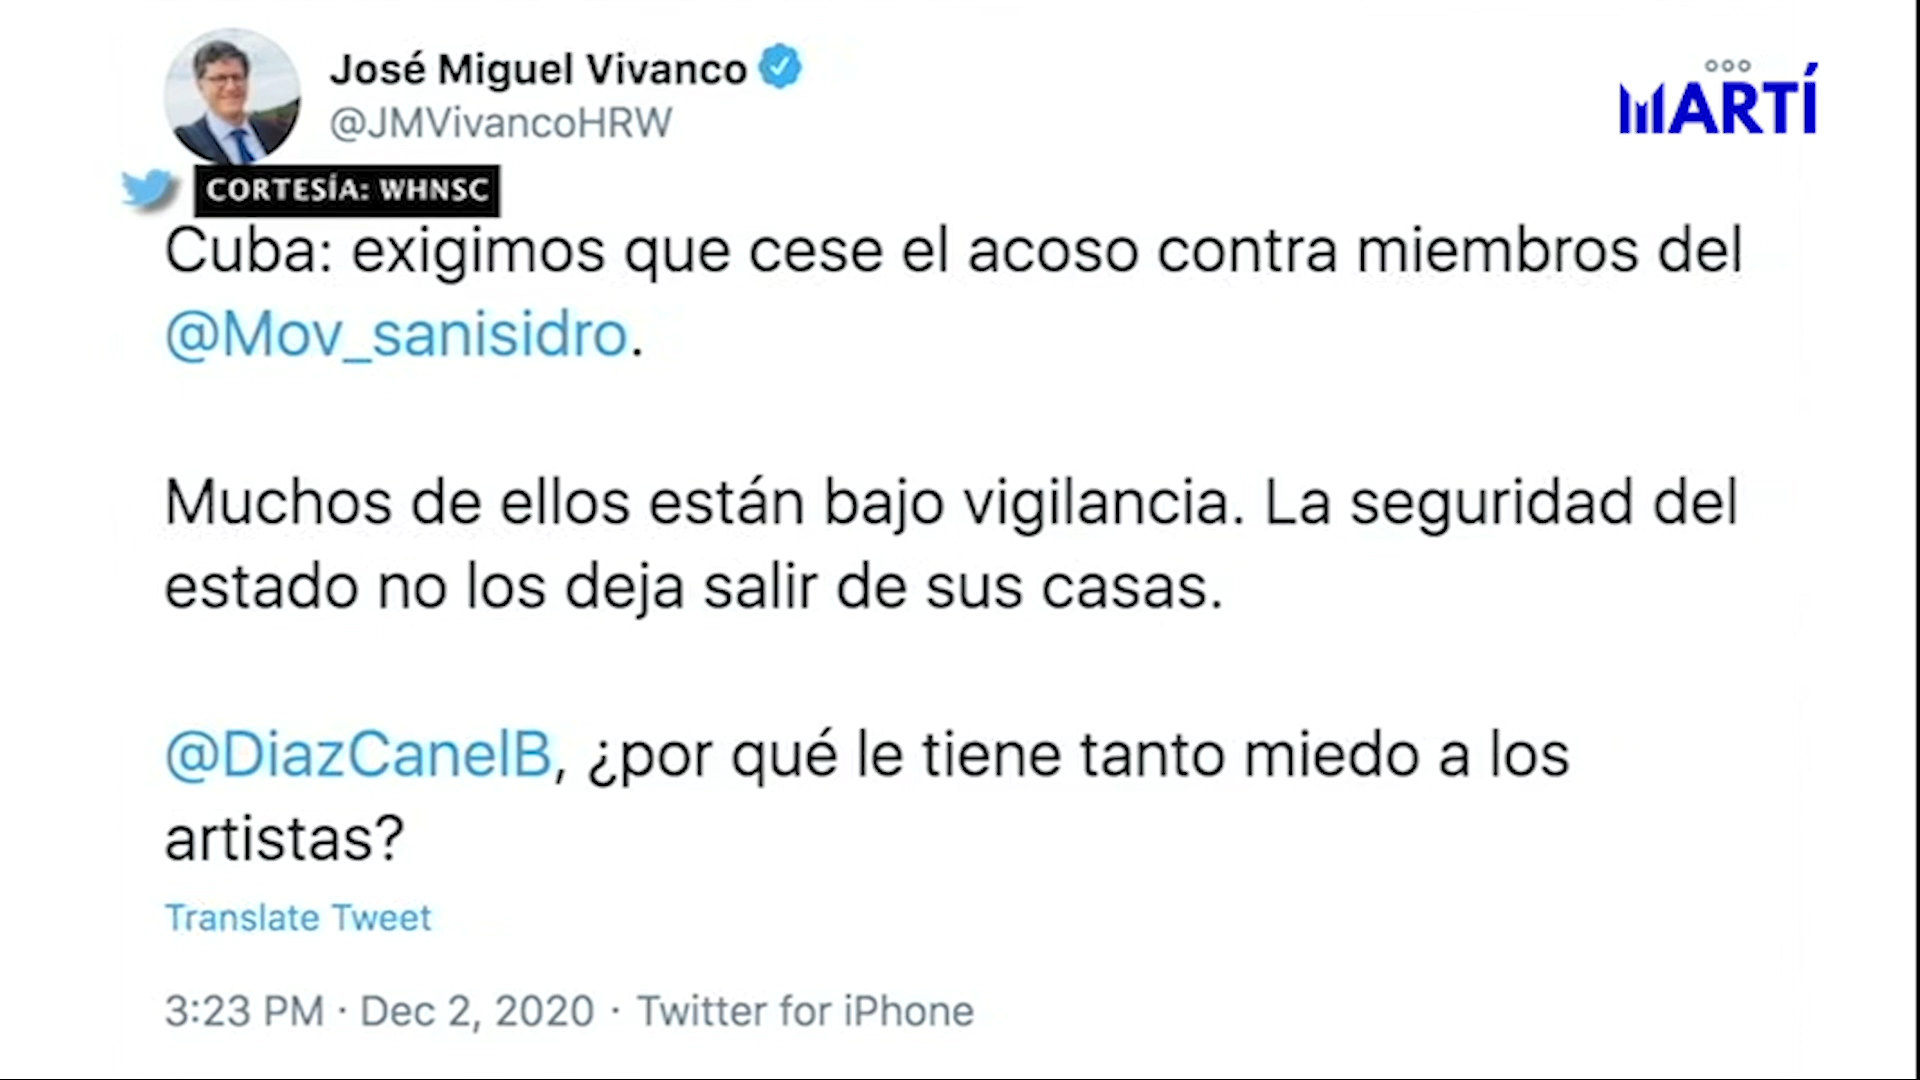 José Miguel Vivanco
@JMVivancoHRW
MARTÍ
CORTESÍA: WHNSC
Cuba: exigimos que cese el acoso contra miembros del
@Mov_sanisidro.
Muchos de ellos están bajo vigilancia. La seguridad del
estado no los deja salir de sus casas.
@DiazCanelB, ¿por qué le tiene tanto miedo a los
artistas?
Translate Tweet
3:23 PM · Dec 2, 2020 · Twitter for iPhone